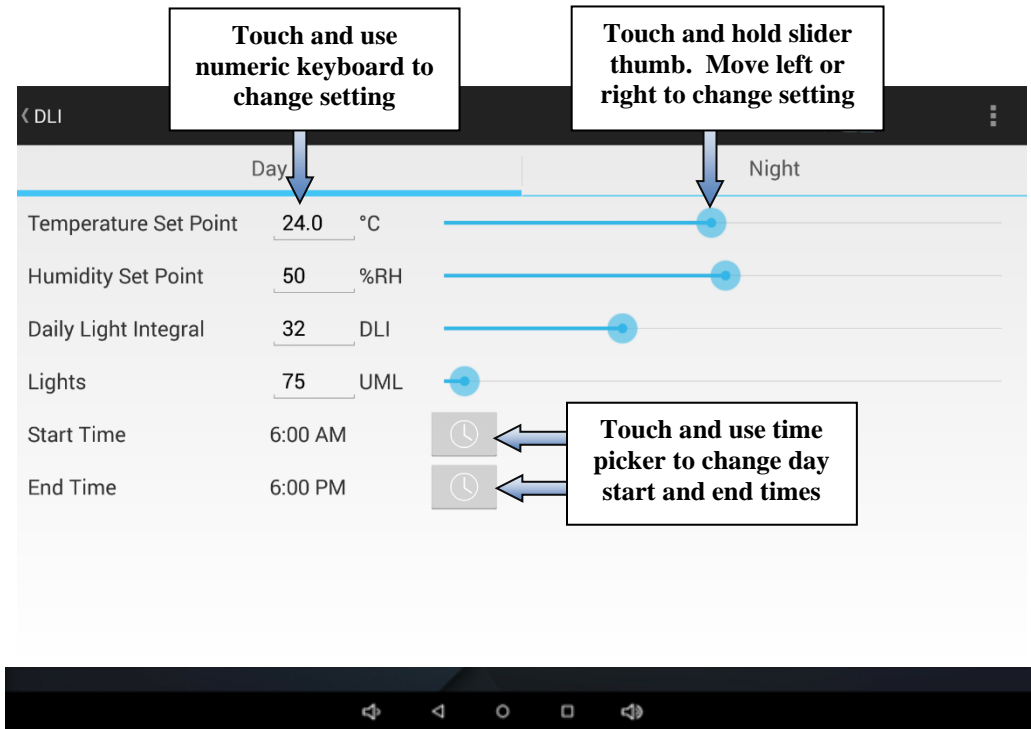 Touch and use
numeric keyboard to
change setting
Touch and hold slider
thumb.  Move left or
right to change setting
DLI
Day
Night
Temperature Set Point 24.0 °C
Humidity Set Point 50 %RH
Daily Light Integral 32 DLI
Lights 75 UML
Start Time 6:00 AM
End Time 6:00 PM
Touch and use time
picker to change day
start and end times